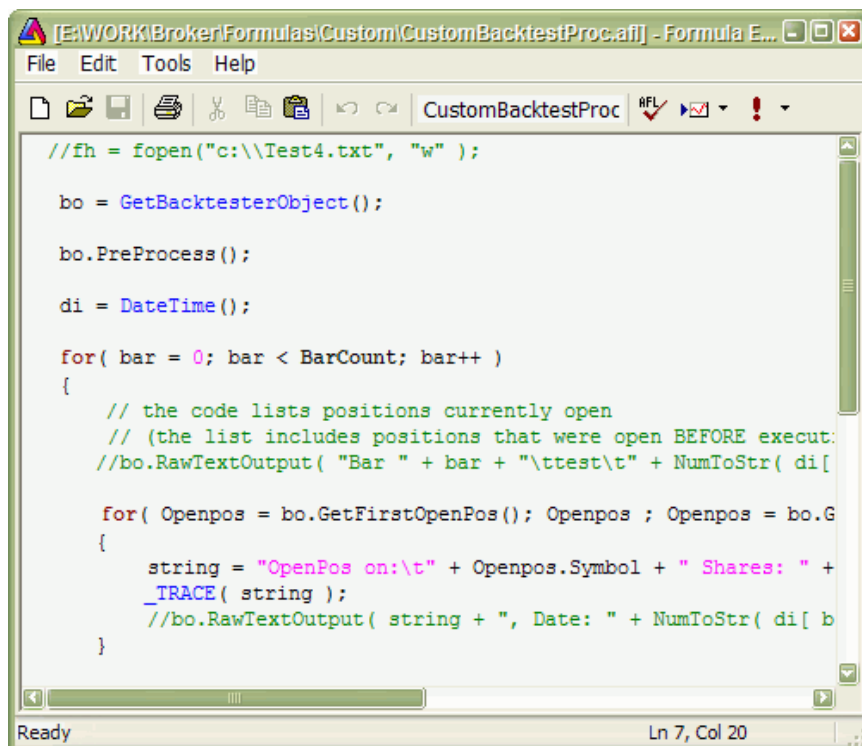 [E:\WORK\Broker\Formulas\Custom\CustomBacktestProc.afl] - Formula E...
File Edit Tools Help
CustomBacktestProc AFL
//fh = fopen("c:\\Test4.txt", "w" );
bo = GetBacktesterObject();
bo.PreProcess();
di = DateTime();
for( bar = 0; bar < BarCount; bar++ )
{
// the code lists positions currently open
// (the list includes positions that were open BEFORE executi
//bo.RawTextOutput( "Bar " + bar + "\ttest\t" + NumToStr( di[
for( Openpos = bo.GetFirstOpenPos(); Openpos ; Openpos = bo.G
{
string = "OpenPos on:\t" + Openpos.Symbol + " Shares: " +
_TRACE( string );
//bo.RawTextOutput( string + ", Date: " + NumToStr( di[ b
}
Ready Ln 7, Col 20